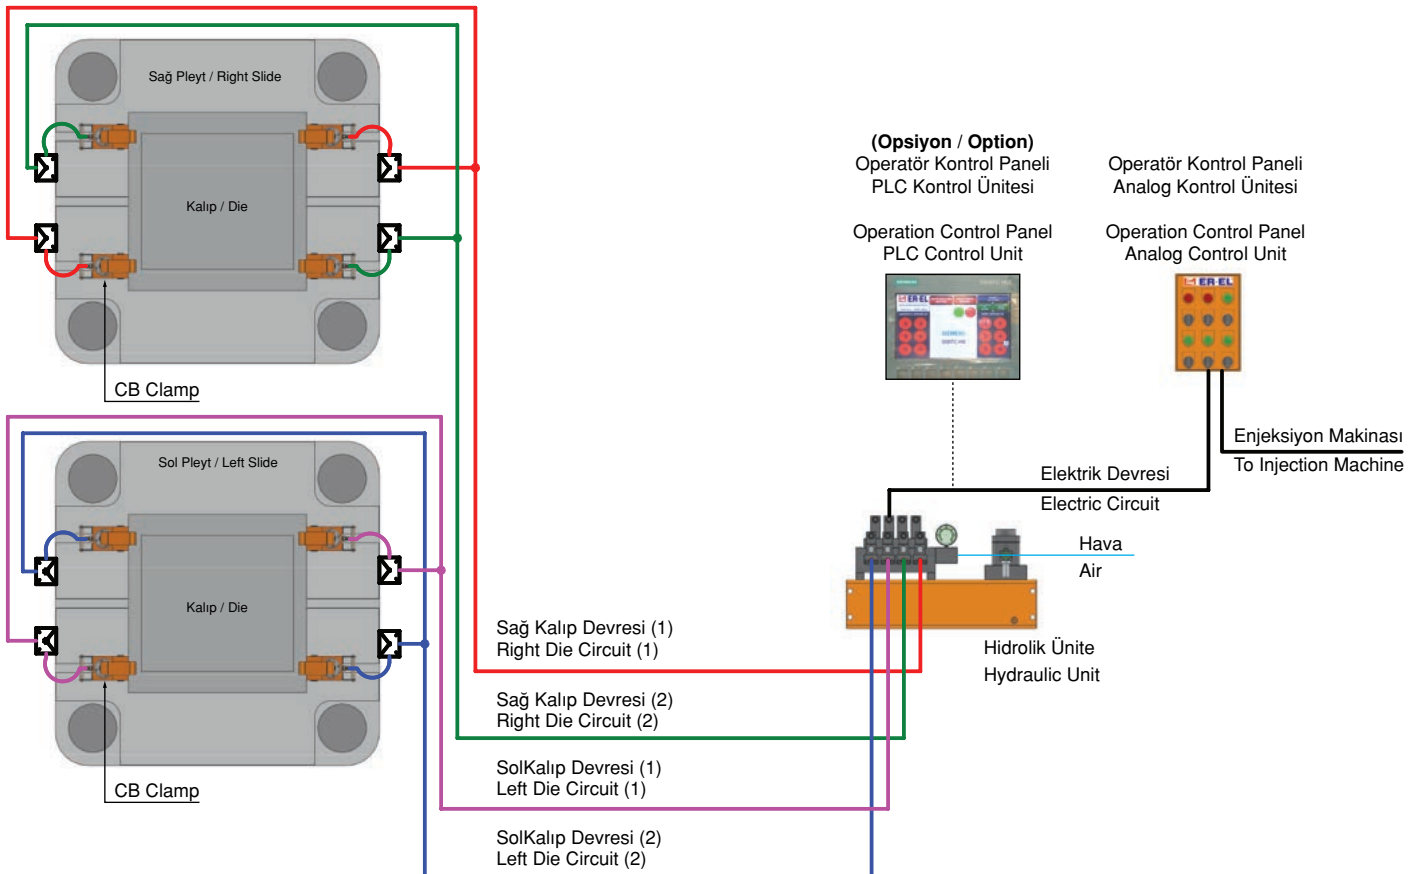 Sağ Pleyt / Right Slide
Kalıp / Die
CB Clamp
Sol Pleyt / Left Slide
Kalıp / Die
CB Clamp
(Opsiyon / Option)
Operatör Kontrol Paneli
PLC Kontrol Ünitesi
Operation Control Panel
PLC Control Unit
SIEMENS
ER-EL
SIEMENS
Operatör Kontrol Paneli
Analog Kontrol Ünitesi
Operation Control Panel
Analog Control Unit
ER-EL
Enjeksiyon Makinası
To Injection Machine
Elektrik Devresi
Electric Circuit
Hava
Air
Hidrolik Ünite
Hydraulic Unit
Sağ Kalıp Devresi (1)
Right Die Circuit (1)
Sağ Kalıp Devresi (2)
Right Die Circuit (2)
SolKalıp Devresi (1)
Left Die Circuit (1)
SolKalıp Devresi (2)
Left Die Circuit (2)